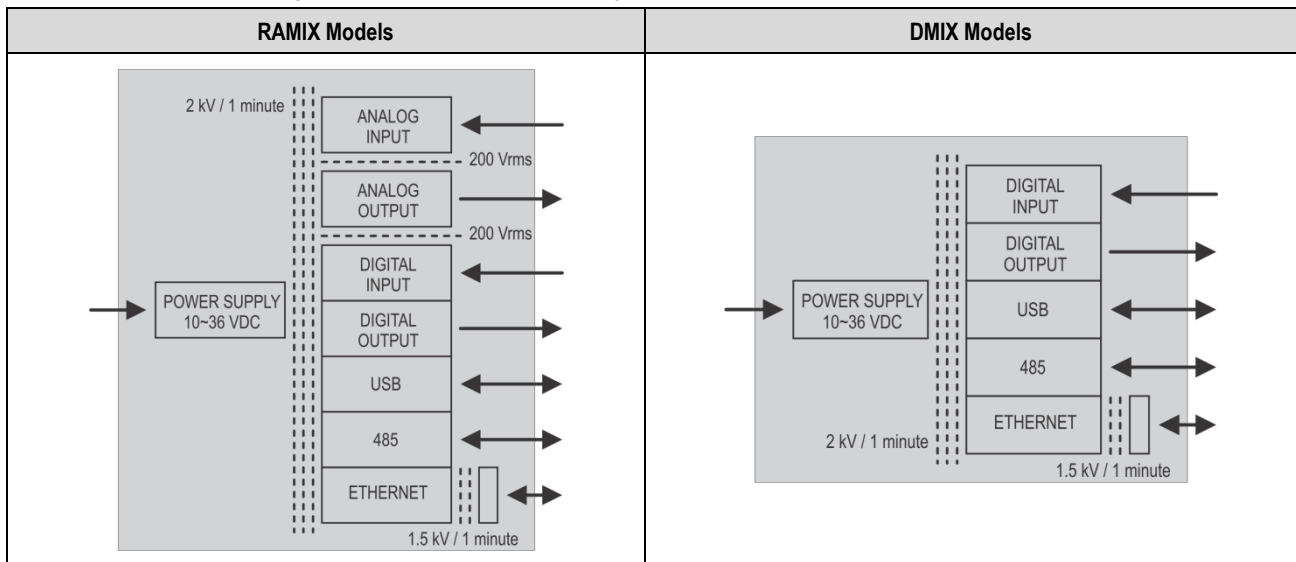 RAMIX Models
DMIX Models
2 kV / 1 minute
ANALOG
INPUT
200 Vrms
ANALOG
OUTPUT
200 Vrms
DIGITAL
INPUT
POWER SUPPLY
10~36 VDC
DIGITAL
OUTPUT
USB
485
ETHERNET
1.5 kV / 1 minute
DIGITAL
INPUT
DIGITAL
OUTPUT
POWER SUPPLY
10~36 VDC
USB
485
ETHERNET
2 kV / 1 minute
1.5 kV / 1 minute